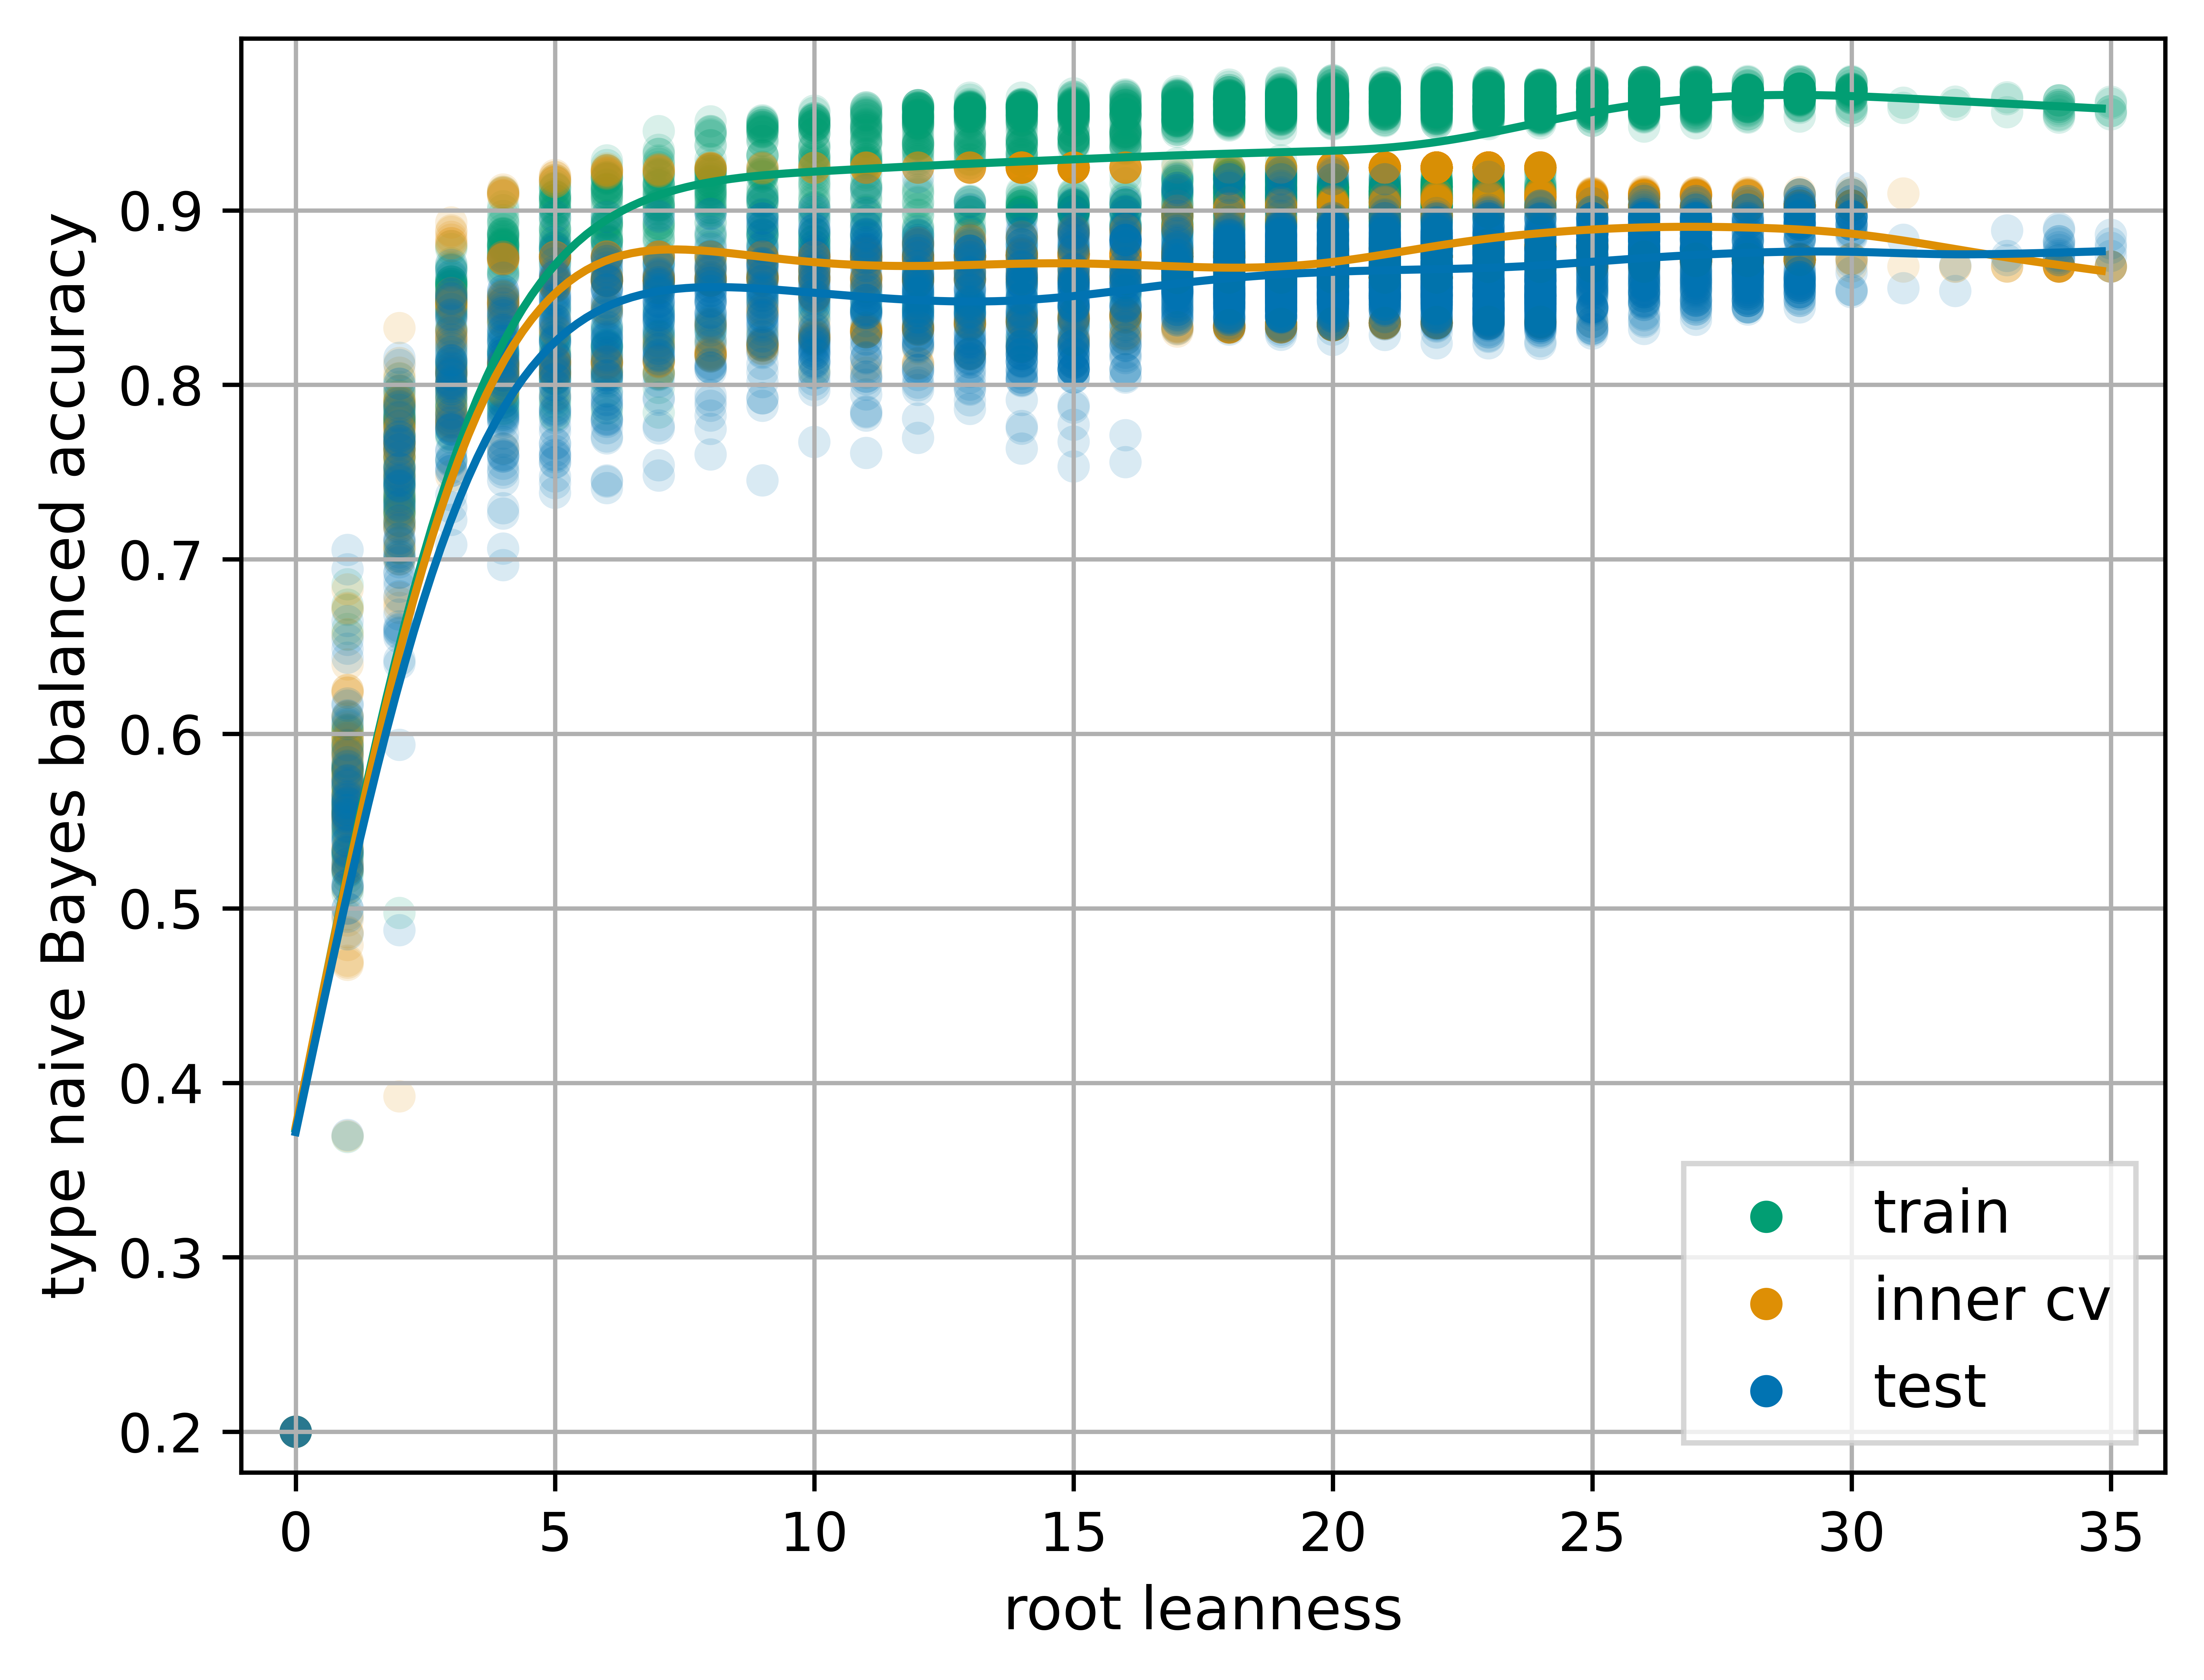 type naive Bayes balanced accuracy
0.9
0.8
0.7
0.6
0.5
0.4
0.3
0.2
0 5 10 15 20 25 30 35
root leanness
train
inner cv
test